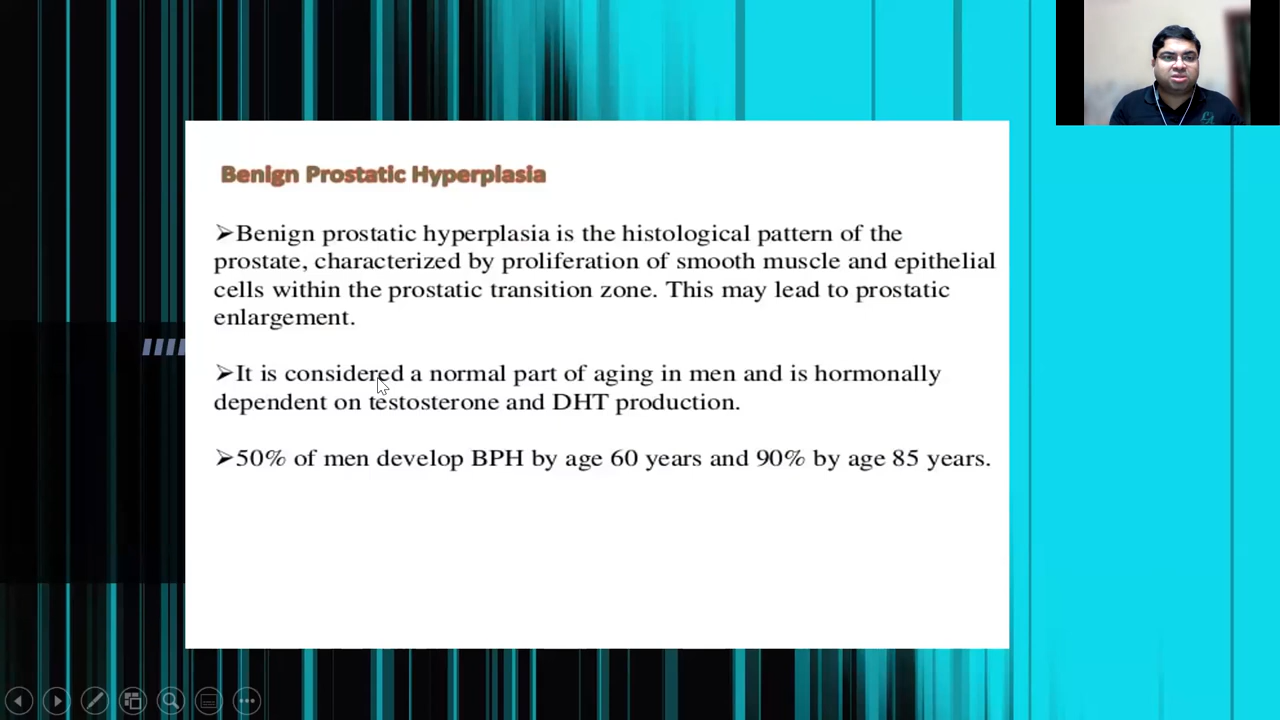 Benign Prostatic Hyperplasia
➢Benign prostatic hyperplasia is the histological pattern of the
prostate, characterized by proliferation of smooth muscle and epithelial
cells within the prostatic transition zone. This may lead to prostatic
enlargement.
➢It is considered a normal part of aging in men and is hormonally
dependent on testosterone and DHT production.
➢50% of men develop BPH by age 60 years and 90% by age 85 years.